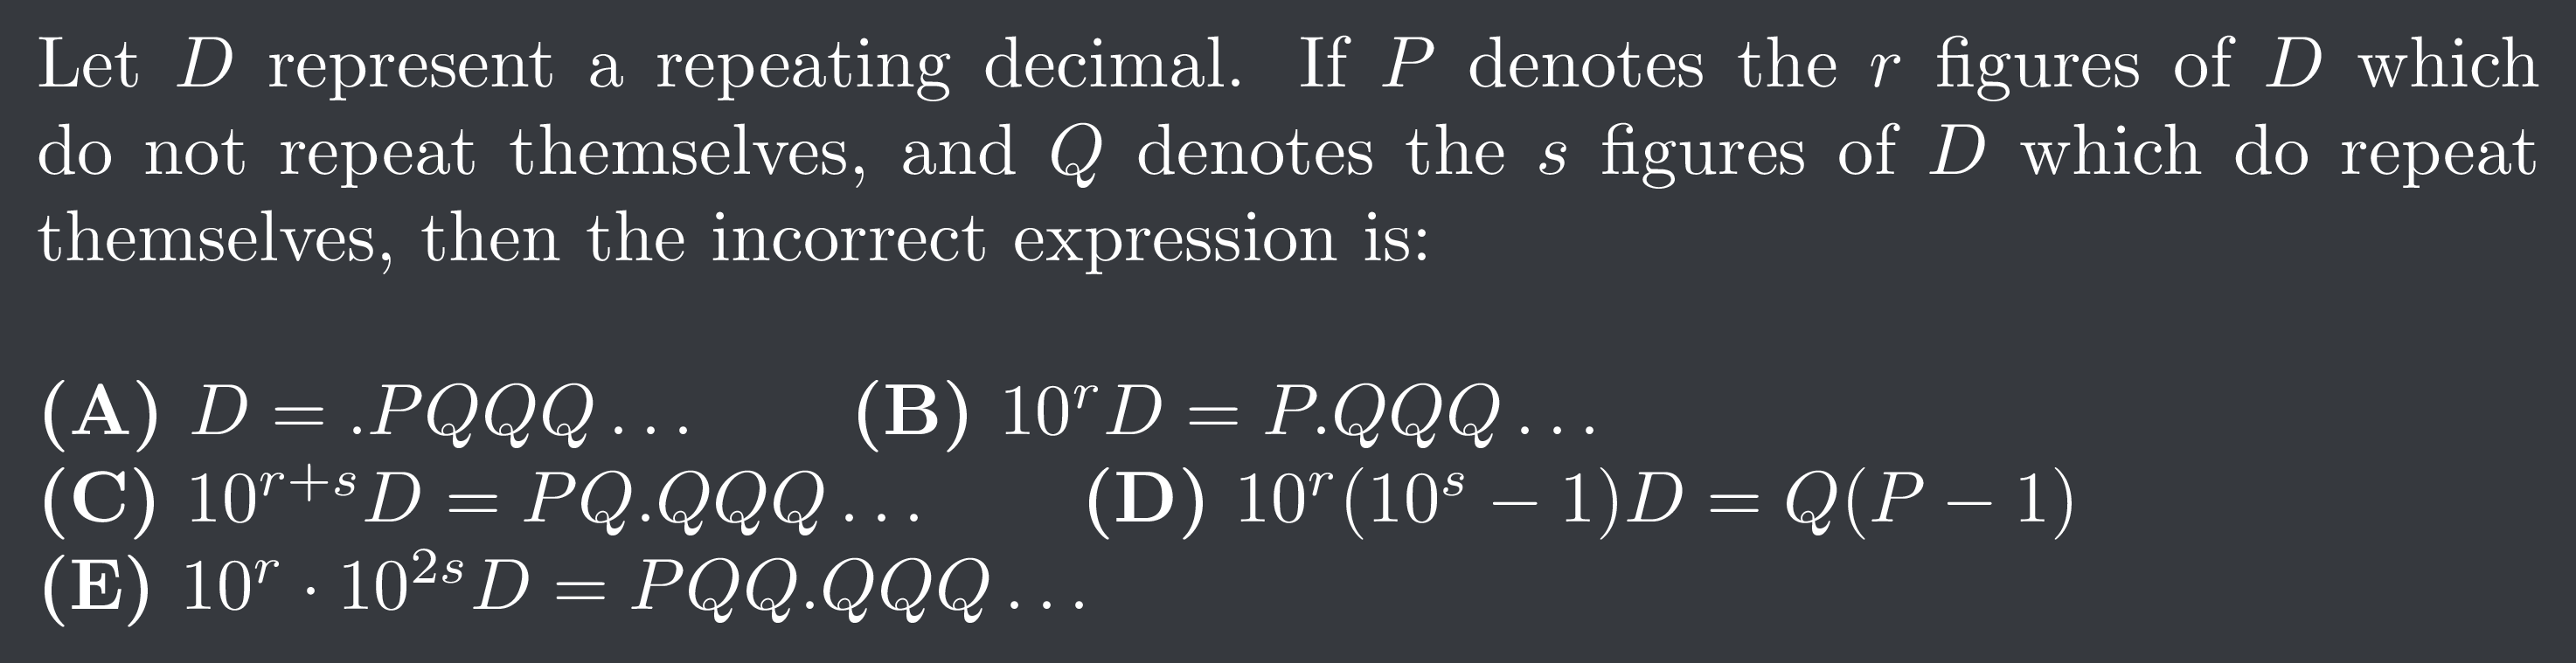 Let D represent a repeating decimal. If P denotes the r figures of D which
do not repeat themselves, and Q denotes the s figures of D which do repeat
themselves, then the incorrect expression is:
(A) D = .PQQQ... (B) 10^r D = P.QQQ...
(C) 10^{r+s} D = PQ.QQQ... (D) 10^r(10^s − 1)D = Q(P − 1)
(E) 10^r · 10^{2s} D = PQQ.QQQ...